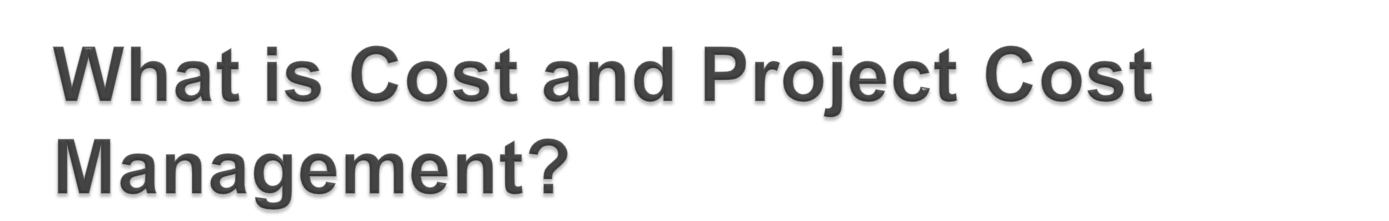 What is Cost and Project Cost
Management?